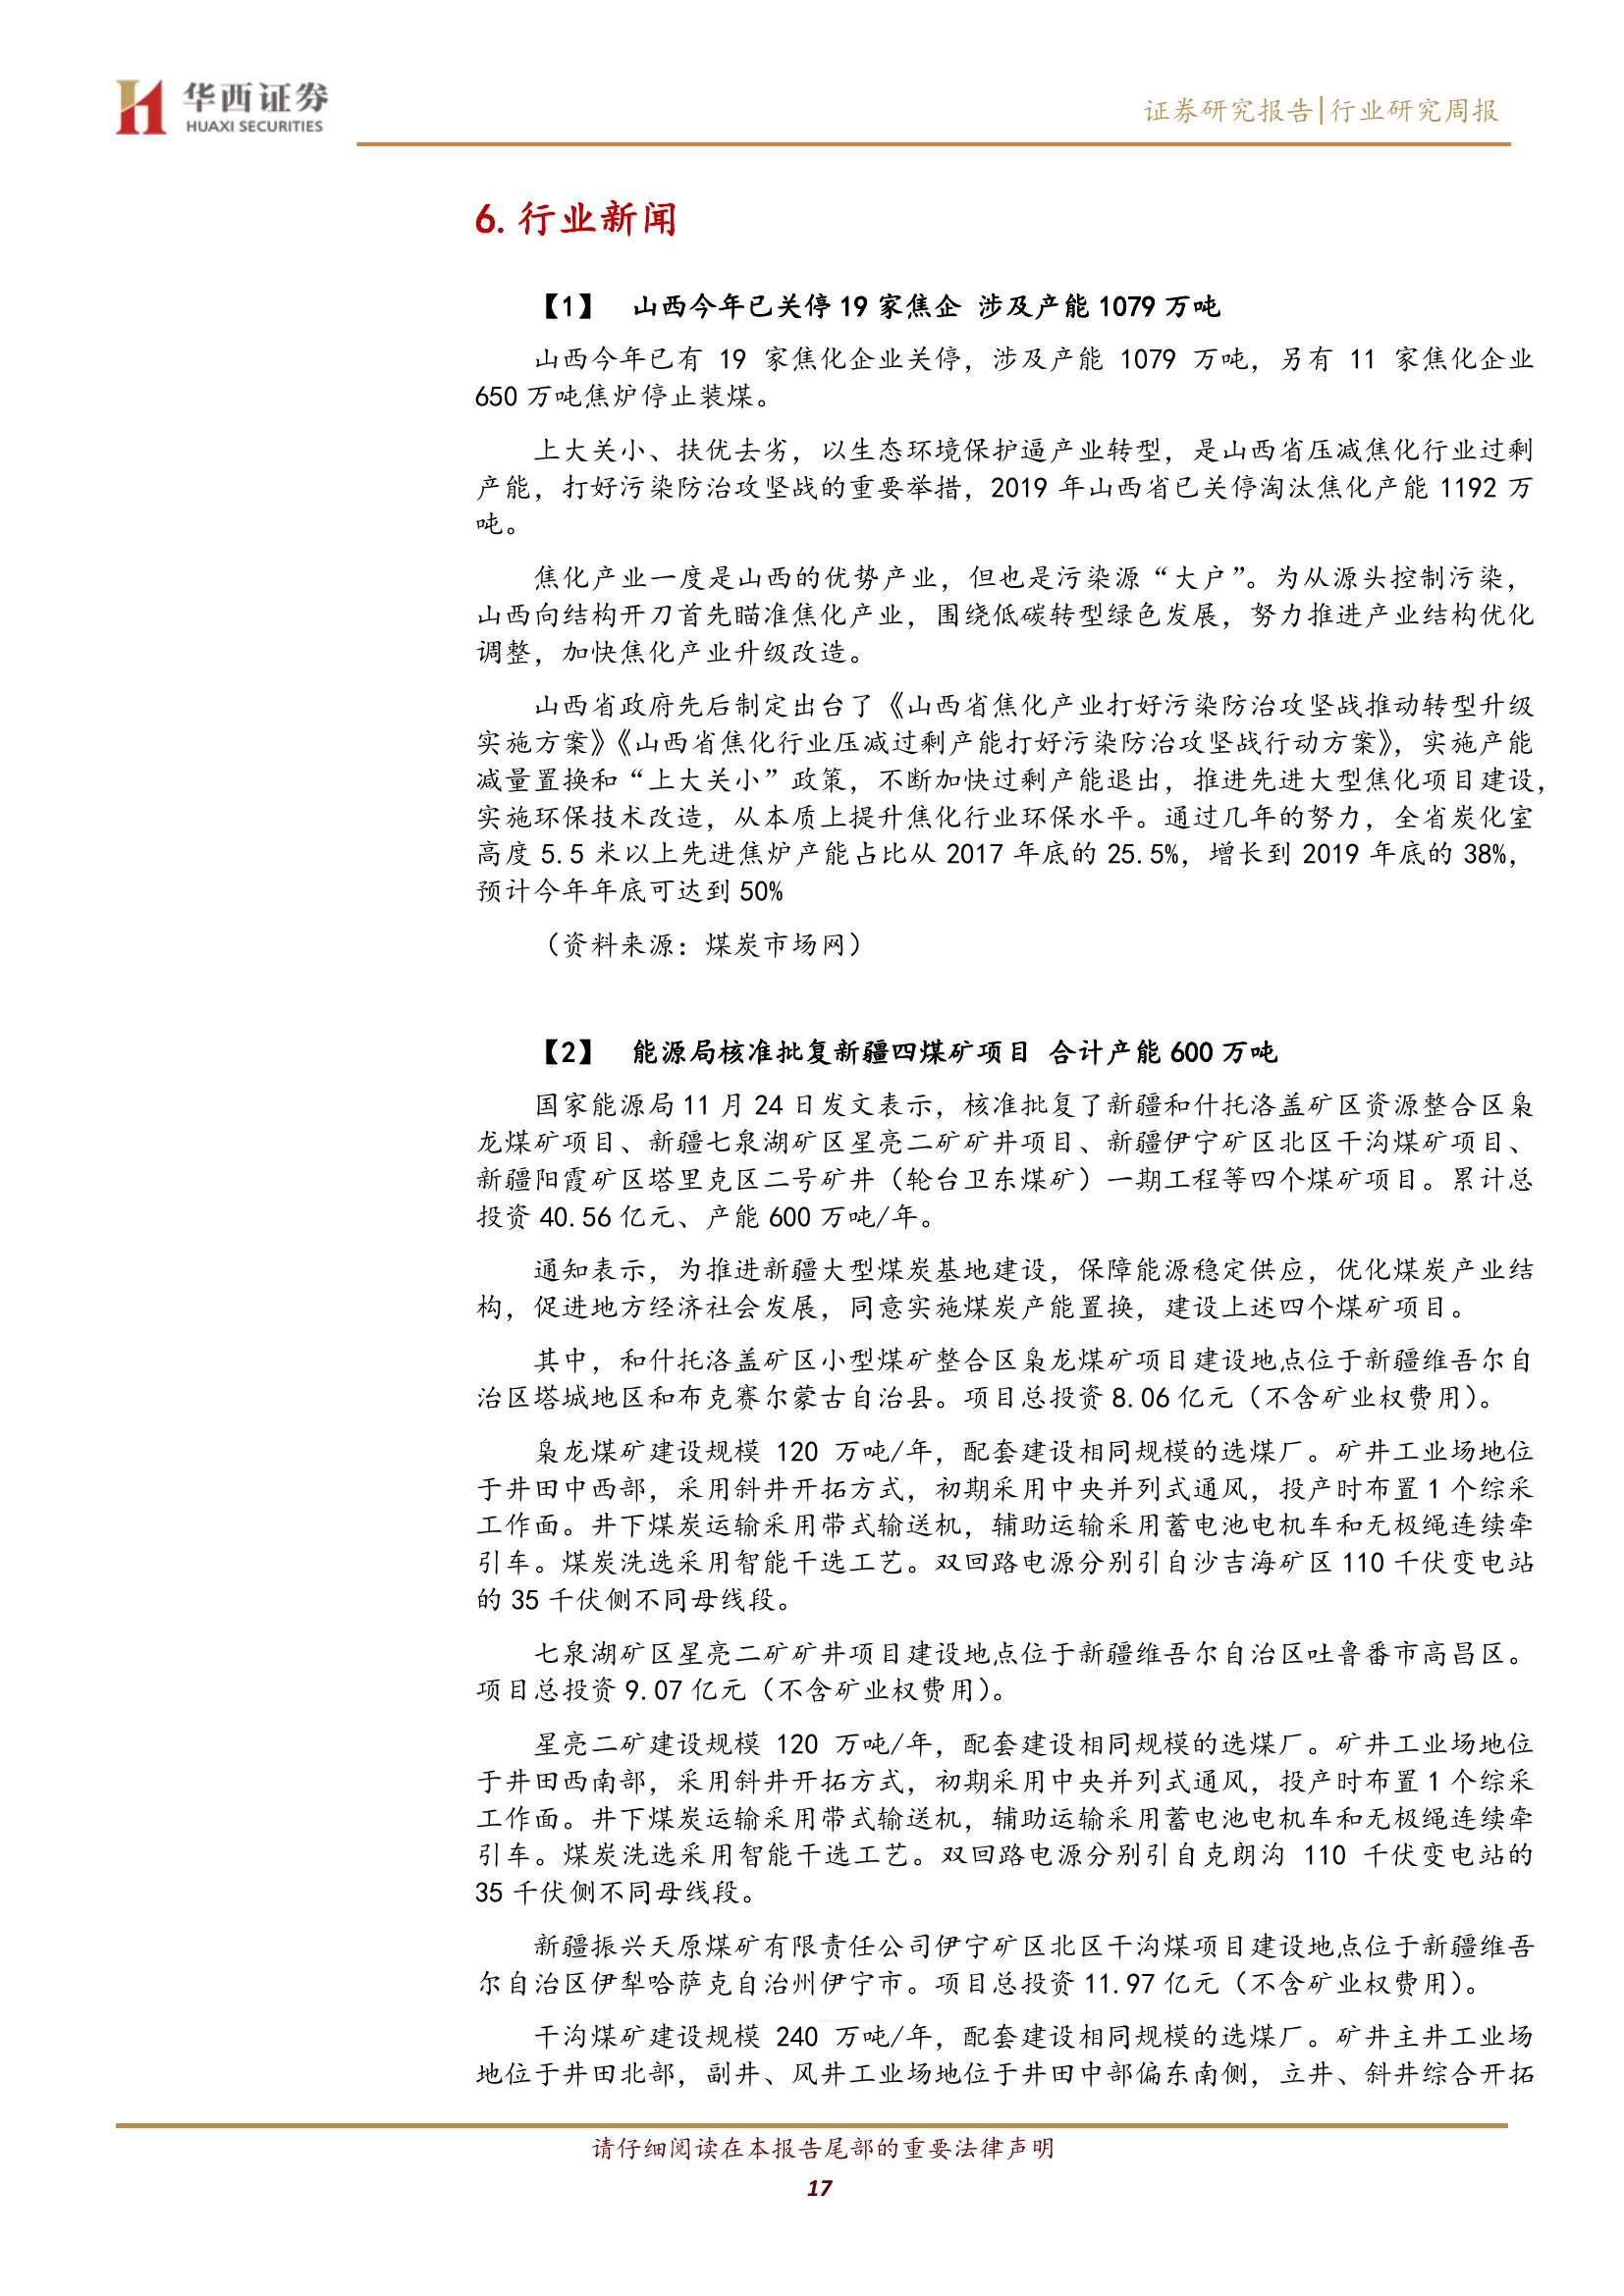 华西证券
HUAXI SECURITIES
证券研究报告|行业研究周报
6. 行业新闻
【1】 山西今年已关停 19 家焦企 涉及产能 1079 万吨
山西今年已有 19 家焦化企业关停，涉及产能 1079 万吨，另有 11 家焦化企业
650 万吨焦炉停止装煤。
上大关小、扶优去劣，以生态环境保护逼产业转型，是山西省压减焦化行业过剩
产能，打好污染防治攻坚战的重要举措，2019 年山西省已关停淘汰焦化产能 1192 万
吨。
焦化产业一度是山西的优势产业，但也是污染源“大户”。为从源头控制污染，
山西向结构开刀首先瞄准焦化产业，围绕低碳转型绿色发展，努力推进产业结构优化
调整，加快焦化产业升级改造。
山西省政府先后制定出台了《山西省焦化产业打好污染防治攻坚战推动转型升级
实施方案》《山西省焦化行业压减过剩产能打好污染防治攻坚战行动方案》，实施产能
减量置换和“上大关小”政策，不断加快过剩产能退出，推进先进大型焦化项目建设，
实施环保技术改造，从本质上提升焦化行业环保水平。通过几年的努力，全省炭化室
高度 5.5 米以上先进焦炉产能占比从 2017 年底的 25.5%，增长到 2019 年底的 38%，
预计今年年底可达到 50%
（资料来源：煤炭市场网）
【2】 能源局核准批复新疆四煤矿项目 合计产能 600 万吨
国家能源局 11 月 24 日发文表示，核准批复了新疆和什托洛盖矿区资源整合区枭
龙煤矿项目、新疆七泉湖矿区星亮二矿矿井项目、新疆伊宁矿区北区干沟煤矿项目、
新疆阳霞矿区塔里克区二号矿井（轮台卫东煤矿）一期工程等四个煤矿项目。累计总
投资 40.56 亿元、产能 600 万吨/年。
通知表示，为推进新疆大型煤炭基地建设，保障能源稳定供应，优化煤炭产业结
构，促进地方经济社会发展，同意实施煤炭产能置换，建设上述四个煤矿项目。
其中，和什托洛盖矿区小型煤矿整合区枭龙煤矿项目建设地点位于新疆维吾尔自
治区塔城地区和布克赛尔蒙古自治县。项目总投资 8.06 亿元（不含矿业权费用）。
枭龙煤矿建设规模 120 万吨/年，配套建设相同规模的选煤厂。矿井工业场地位
于井田中西部，采用斜井开拓方式，初期采用中央并列式通风，投产时布置 1 个综采
工作面。井下煤炭运输采用带式输送机，辅助运输采用蓄电池电机车和无极绳连续牵
引车。煤炭洗选采用智能干选工艺。双回路电源分别引自沙吉海矿区 110 千伏变电站
的 35 千伏侧不同母线段。
七泉湖矿区星亮二矿矿井项目建设地点位于新疆维吾尔自治区吐鲁番市高昌区。
项目总投资 9.07 亿元（不含矿业权费用）。
星亮二矿建设规模 120 万吨/年，配套建设相同规模的选煤厂。矿井工业场地位
于井田西南部，采用斜井开拓方式，初期采用中央并列式通风，投产时布置 1 个综采
工作面。井下煤炭运输采用带式输送机，辅助运输采用蓄电池电机车和无极绳连续牵
引车。煤炭洗选采用智能干选工艺。双回路电源分别引自克朗沟 110 千伏变电站的
35 千伏侧不同母线段。
新疆振兴天原煤矿有限责任公司伊宁矿区北区干沟煤项目建设地点位于新疆维吾
尔自治区伊犁哈萨克自治州伊宁市。项目总投资 11.97 亿元（不含矿业权费用）。
干沟煤矿建设规模 240 万吨/年，配套建设相同规模的选煤厂。矿井主井工业场
地位于井田北部，副井、风井工业场地位于井田中部偏东南侧，立井、斜井综合开拓
请仔细阅读在本报告尾部的重要法律声明
17